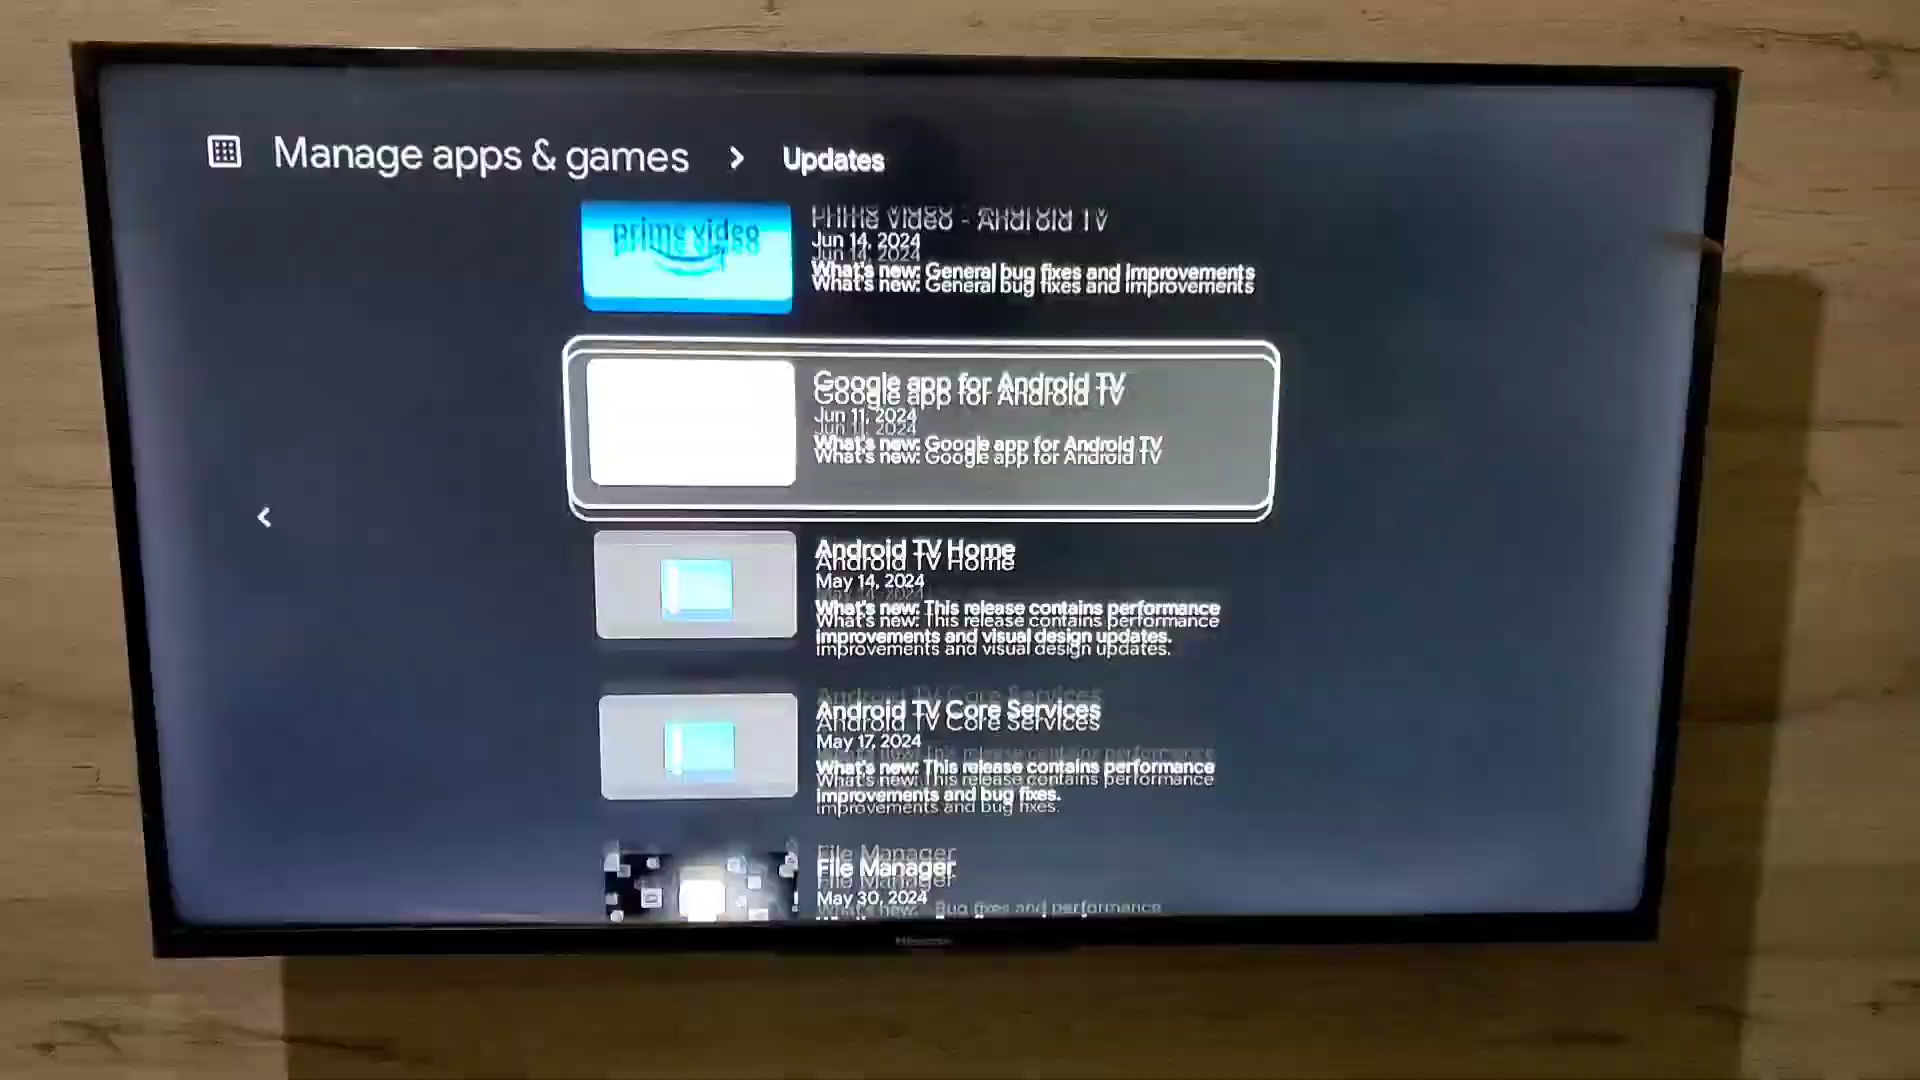 Manage apps & games > Updates
prime video
Prime Video - Android TV
Jun 14, 2024
What's new: General bug fixes and improvements
Google app for Android TV
Jun 11, 2024
What's new: Google app for Android TV
Android TV Home
May 14, 2024
What's new: This release contains performance
improvements and visual design updates.
Android TV Core Services
May 17, 2024
What's new: This release contains performance
improvements and bug fixes.
File Manager
May 30, 2024
What's new: Bug fixes and performance
Hisense